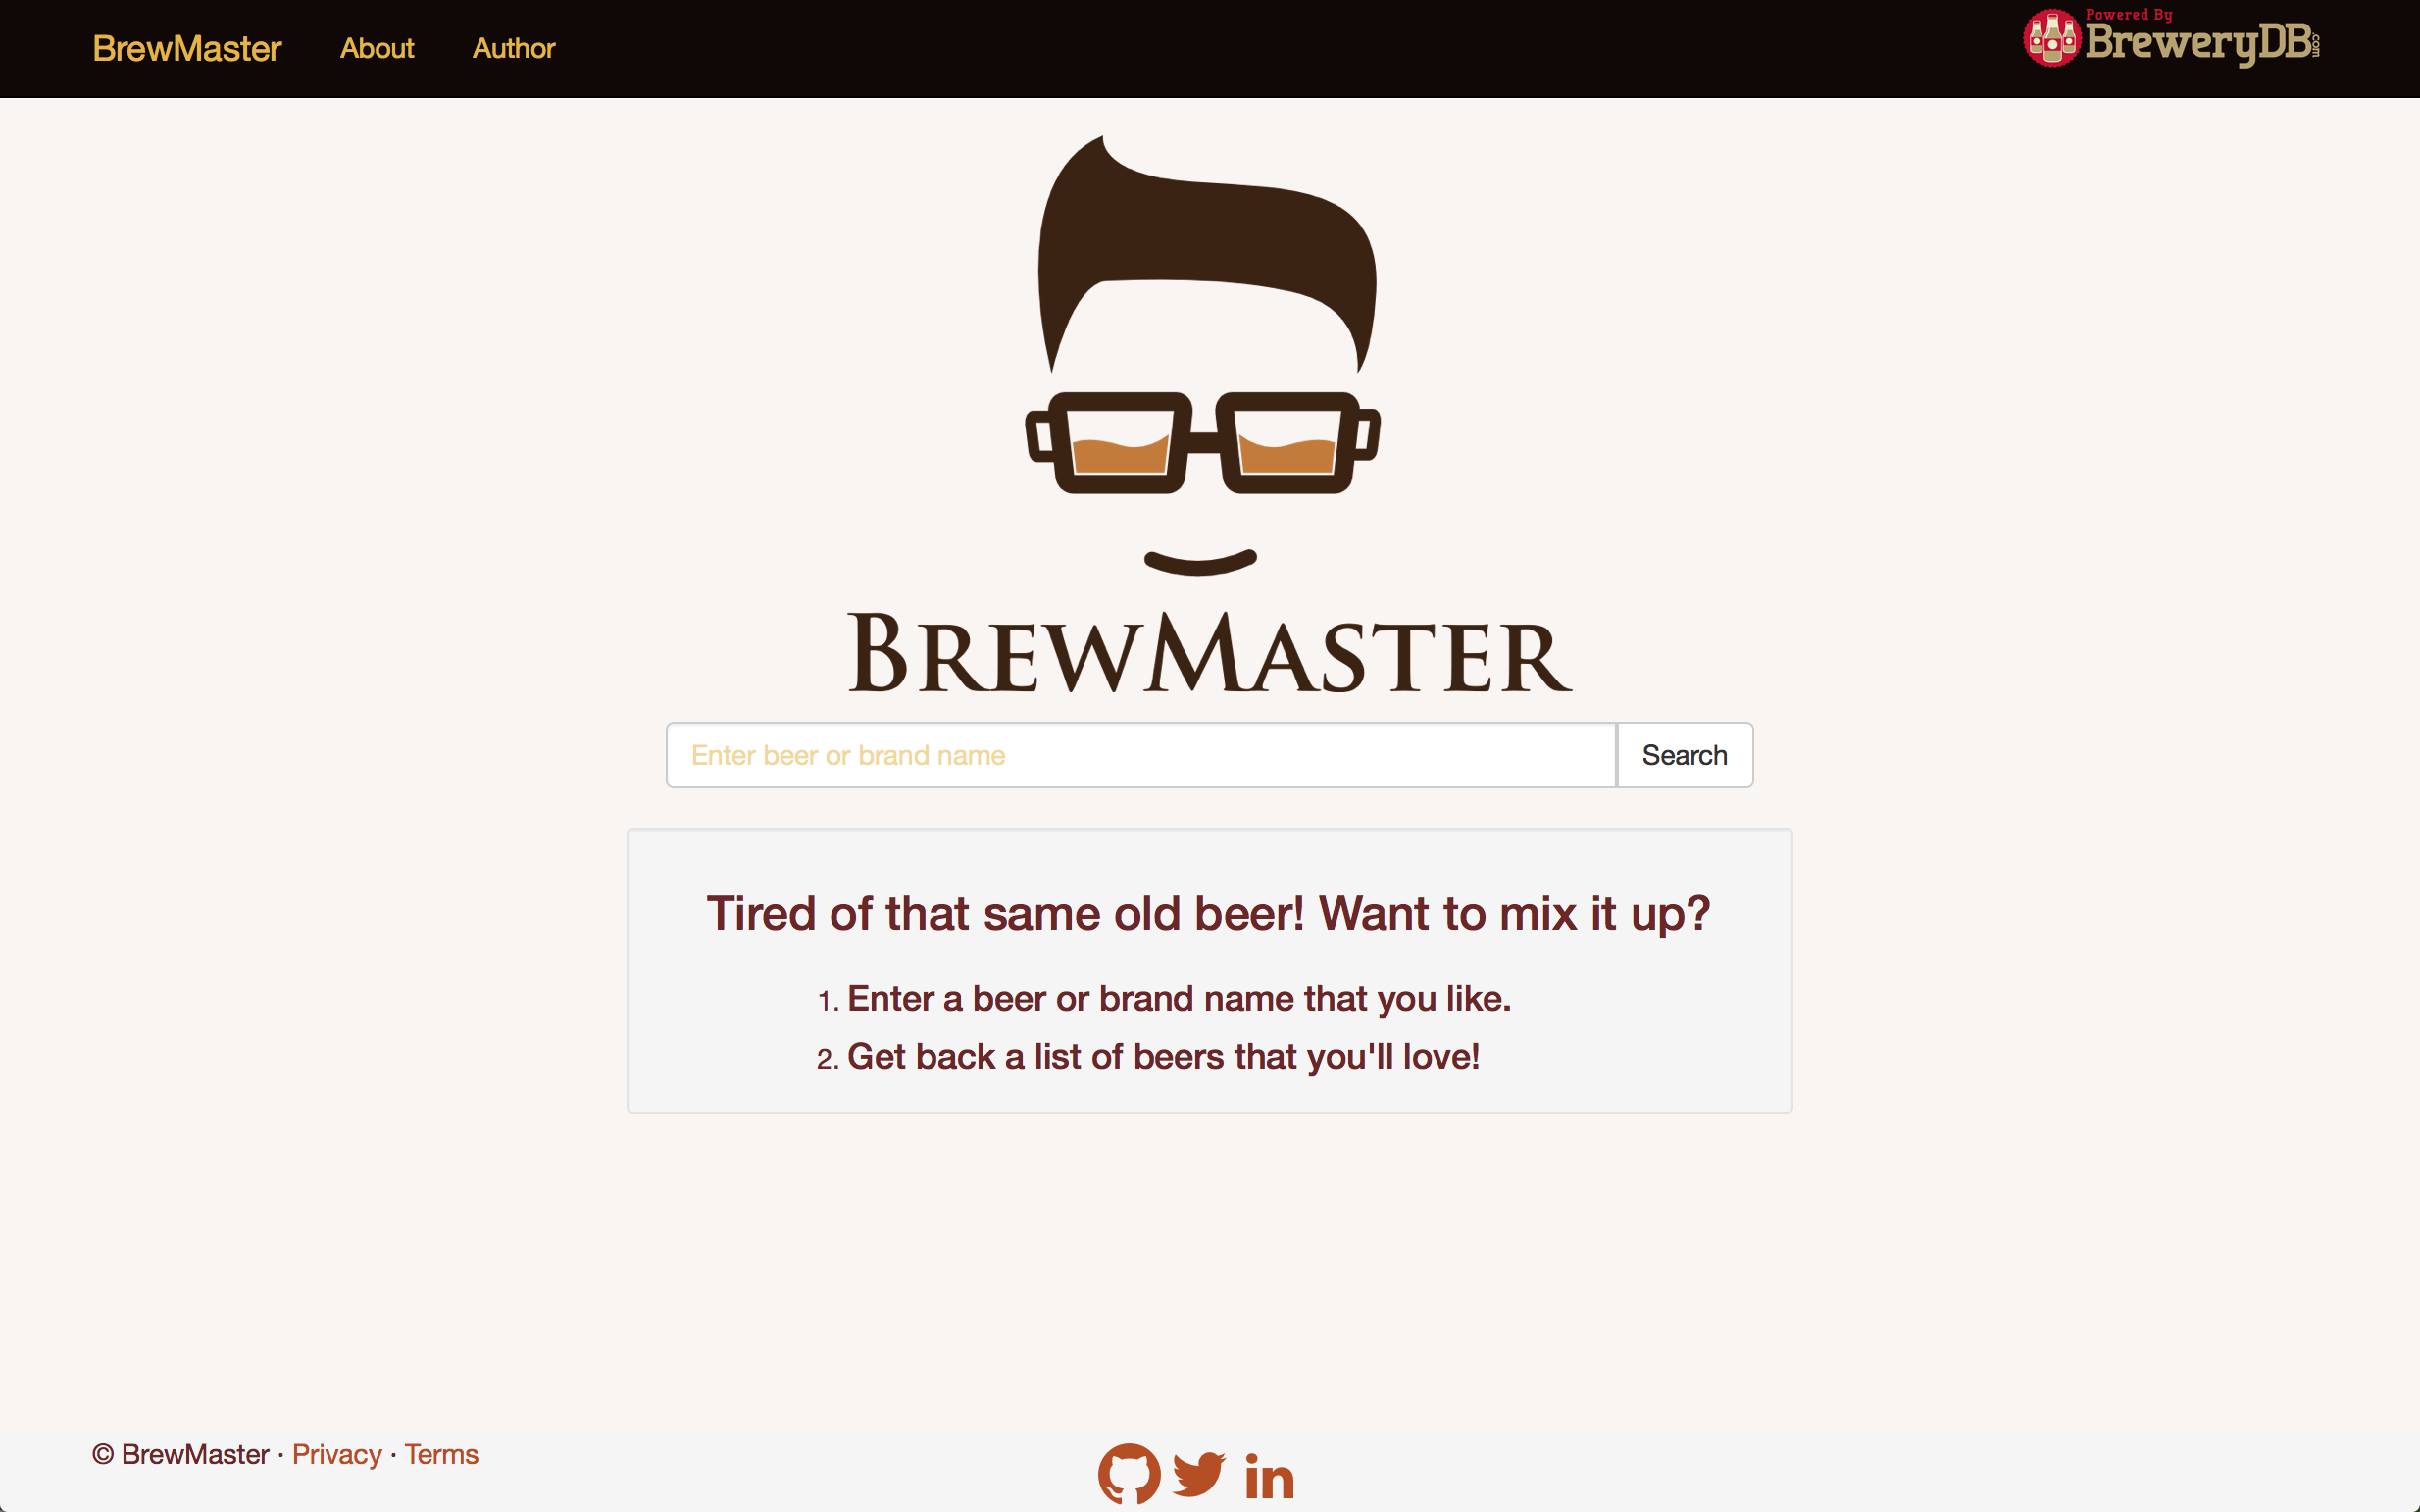 BrewMaster About Author
Powered By
BreweryDB.com
BREWMASTER
Enter beer or brand name Search
Tired of that same old beer! Want to mix it up?
1. Enter a beer or brand name that you like.
2. Get back a list of beers that you'll love!
© BrewMaster · Privacy · Terms
in